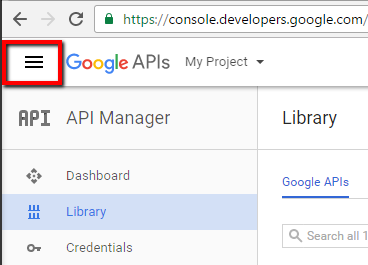 https://console.developers.google.com/
Google APIs My Project
API API Manager
Library
Dashboard
Google APIs
Library
Search all 1
Credentials